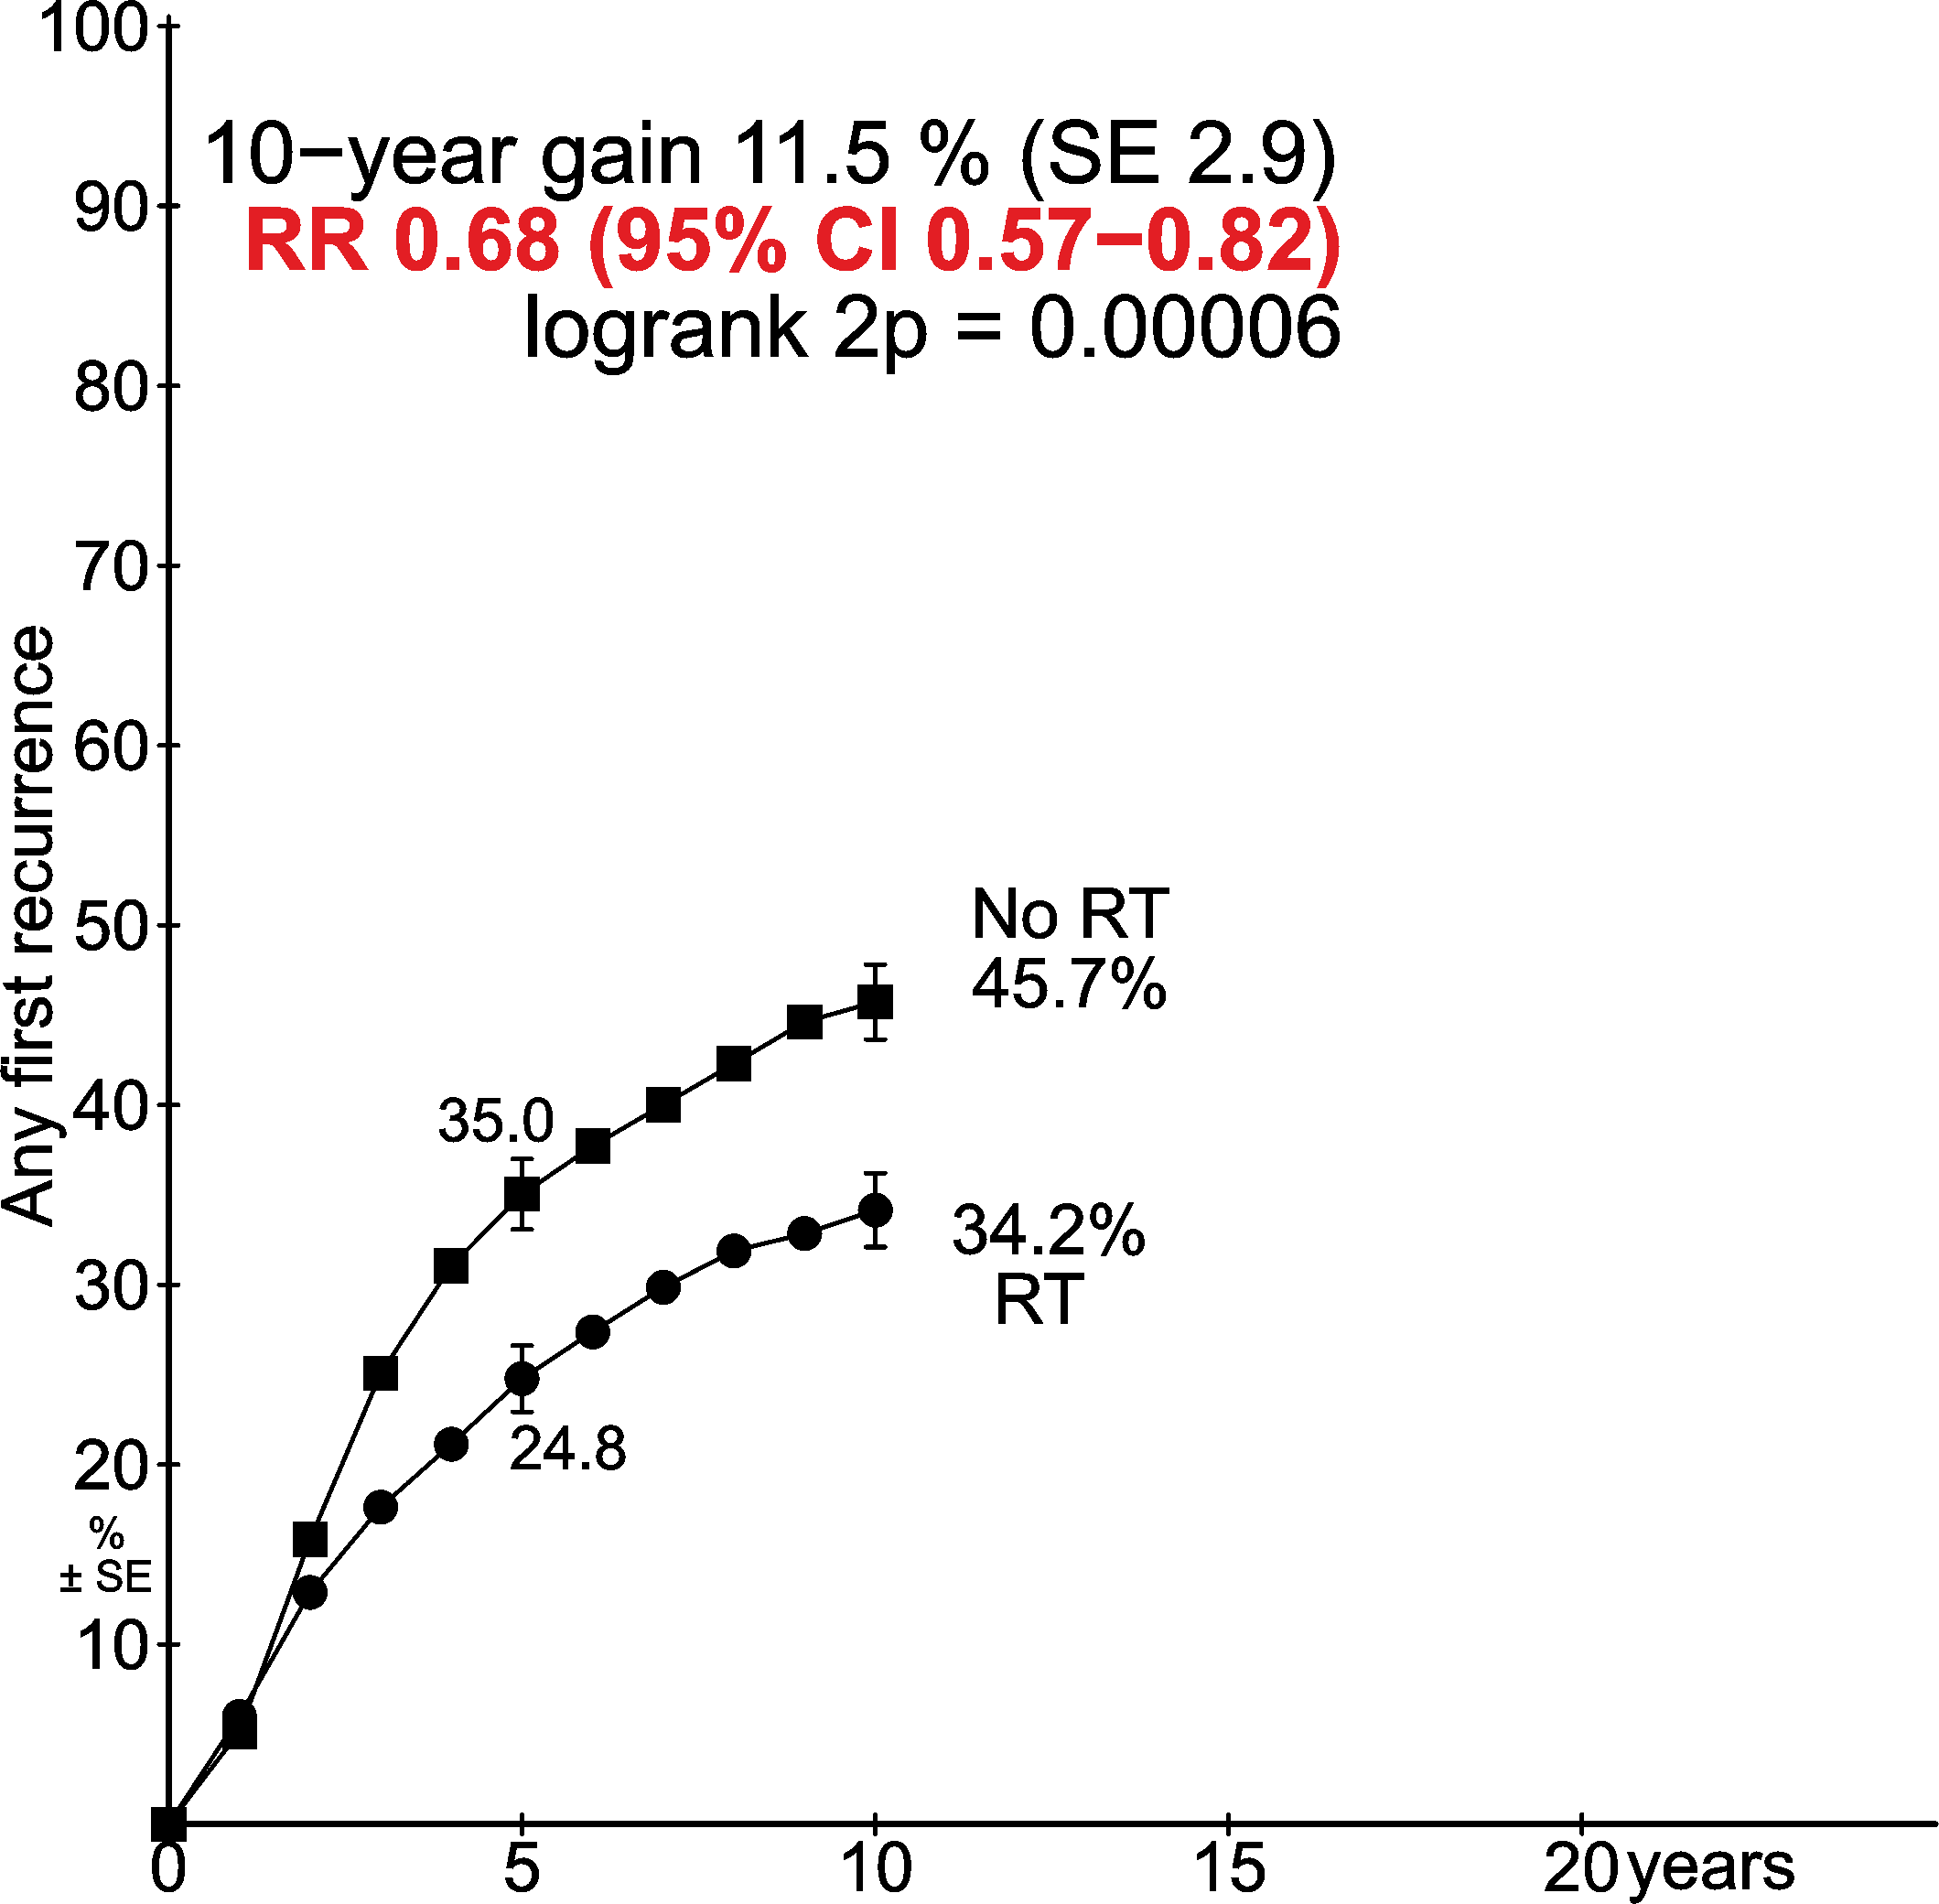 100
10−year gain 11.5 % (SE 2.9)
90
RR 0.68 (95% CI 0.57−0.82)
logrank 2p = 0.00006
80
70
60
Any first recurrence
50
No RT
45.7%
40
35.0
34.2%
RT
30
24.8
20
%
± SE
10
0 5 10 15 20 years